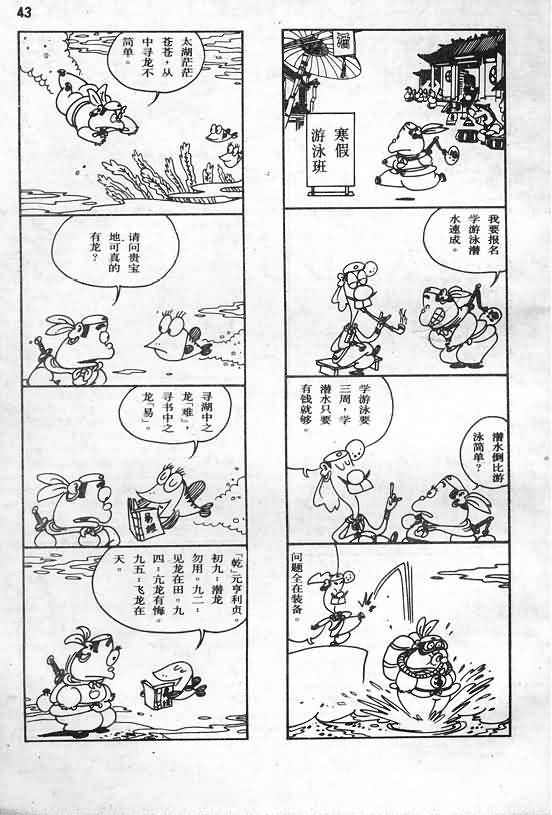 43
寒假
游泳班
我要报名
学游泳潜
水速成。
学游泳要
三周，学
潜水只要
有钱就够。
潜水倒比游
泳简单？
问题全在装备。
太湖茫茫
苍苍，从
中寻龙不
简单。
请问贵宝
地可真的
有龙？
寻湖中之
龙「难」，
寻书中之
龙「易」。
易經
「乾」元亨利贞。
初九：潜龙
勿用。九二：
见龙在田。九
四：亢龙有悔。
九五：飞龙在
天。